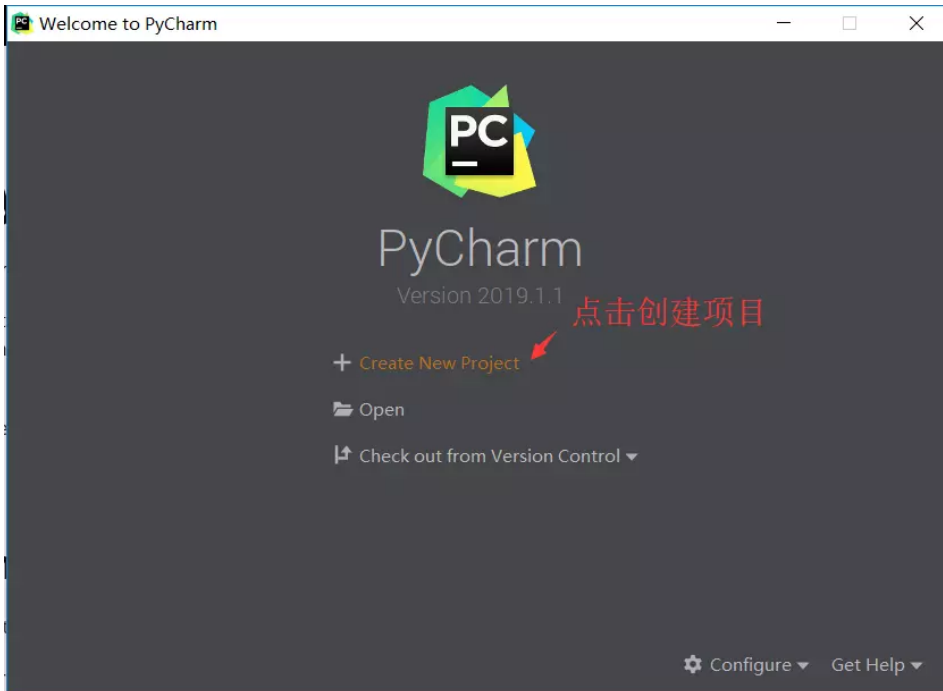 PC
Welcome to PyCharm
PC
PyCharm
Version 2019.1.1
点击创建项目
Create New Project
Open
Check out from Version Control
Configure
Get Help